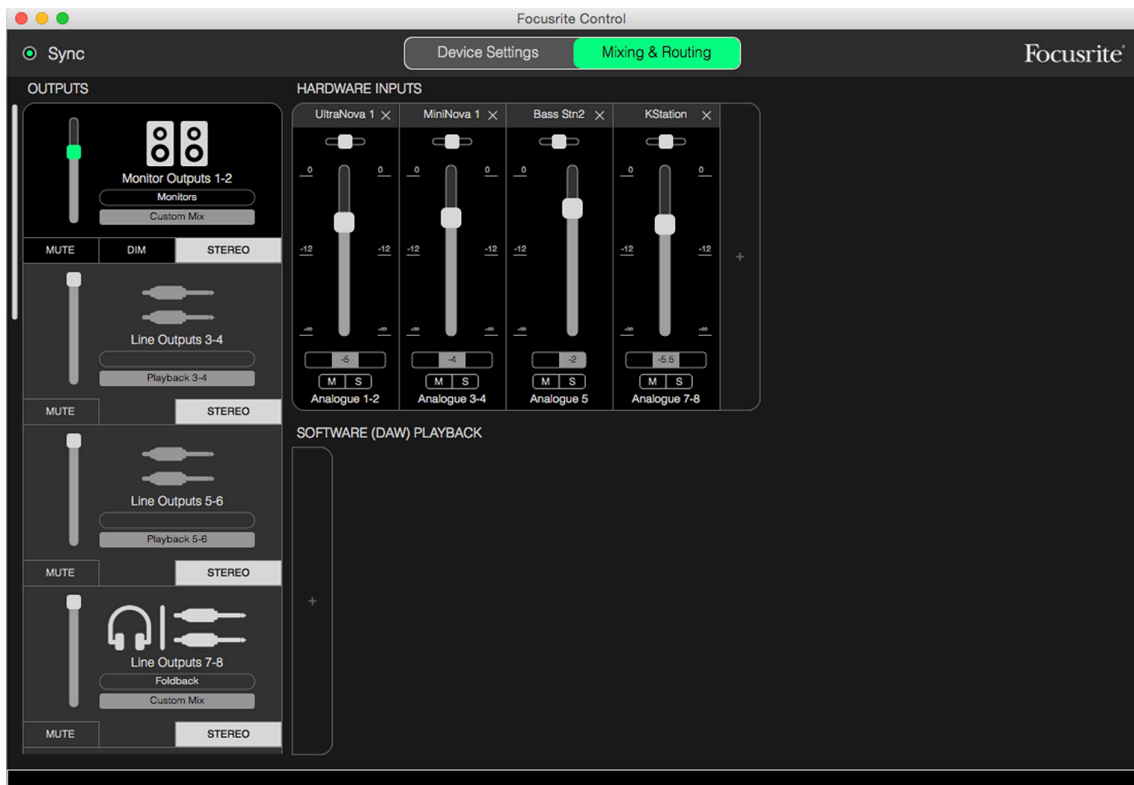 Focusrite Control
Sync
Device Settings
Mixing & Routing
Focusrite®
OUTPUTS
Monitor Outputs 1-2
Monitors
Custom Mix
MUTE DIM STEREO
Line Outputs 3-4
Playback 3-4
MUTE STEREO
Line Outputs 5-6
Playback 5-6
MUTE STEREO
Line Outputs 7-8
Foldback
Custom Mix
MUTE STEREO
HARDWARE INPUTS
UltraNova 1 MiniNova 1 Bass Stn2 KStation
0 0 0 0 0 0 0
-12 -12 -12 -12 -12 -12 -12
-∞ -∞ -∞ -∞ -∞ -∞ -∞
-5 -4 -2 -5.5
M S M S M S M S
Analogue 1-2 Analogue 3-4 Analogue 5 Analogue 7-8
+
SOFTWARE (DAW) PLAYBACK
+